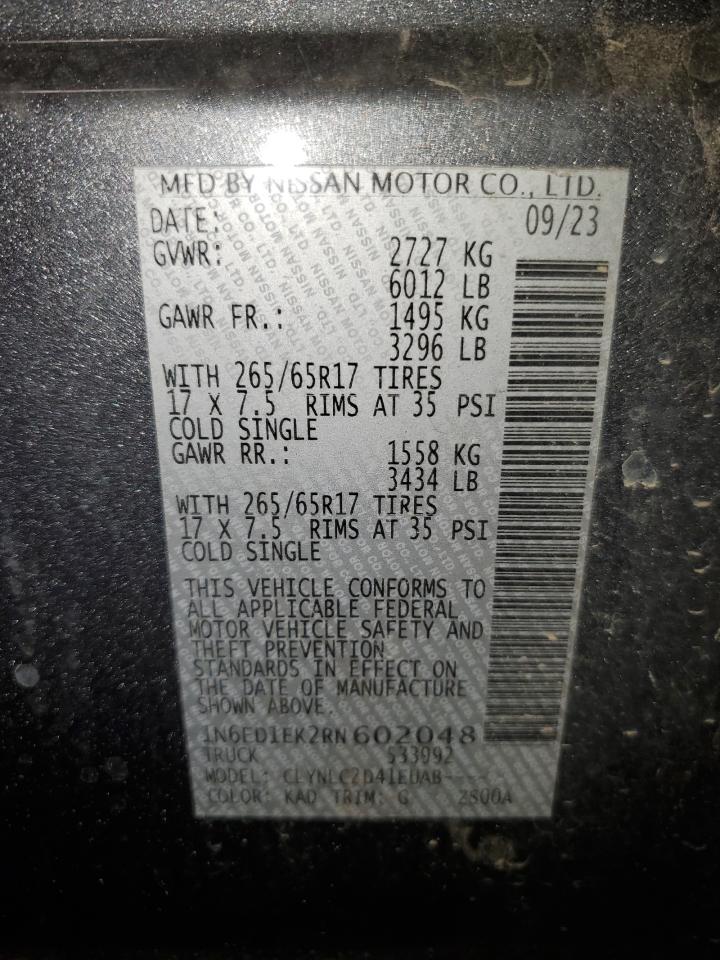 MFD BY NISSAN MOTOR CO., LTD.
DATE: 09/23
GVWR: 2727 KG
6012 LB
GAWR FR.: 1495 KG
3296 LB
WITH 265/65R17 TIRES
17 X 7.5 RIMS AT 35 PSI
COLD SINGLE
GAWR RR.: 1558 KG
3434 LB
WITH 265/65R17 TIRES
17 X 7.5 RIMS AT 35 PSI
COLD SINGLE
THIS VEHICLE CONFORMS TO
ALL APPLICABLE FEDERAL
MOTOR VEHICLE SAFETY AND
THEFT PREVENTION
STANDARDS IN EFFECT ON
THE DATE OF MANUFACTURE
SHOWN ABOVE.
1N6ED1EK2RN602048
TRUCK S33992
MODEL:
COLOR: KAD TRIM: G 2S00A